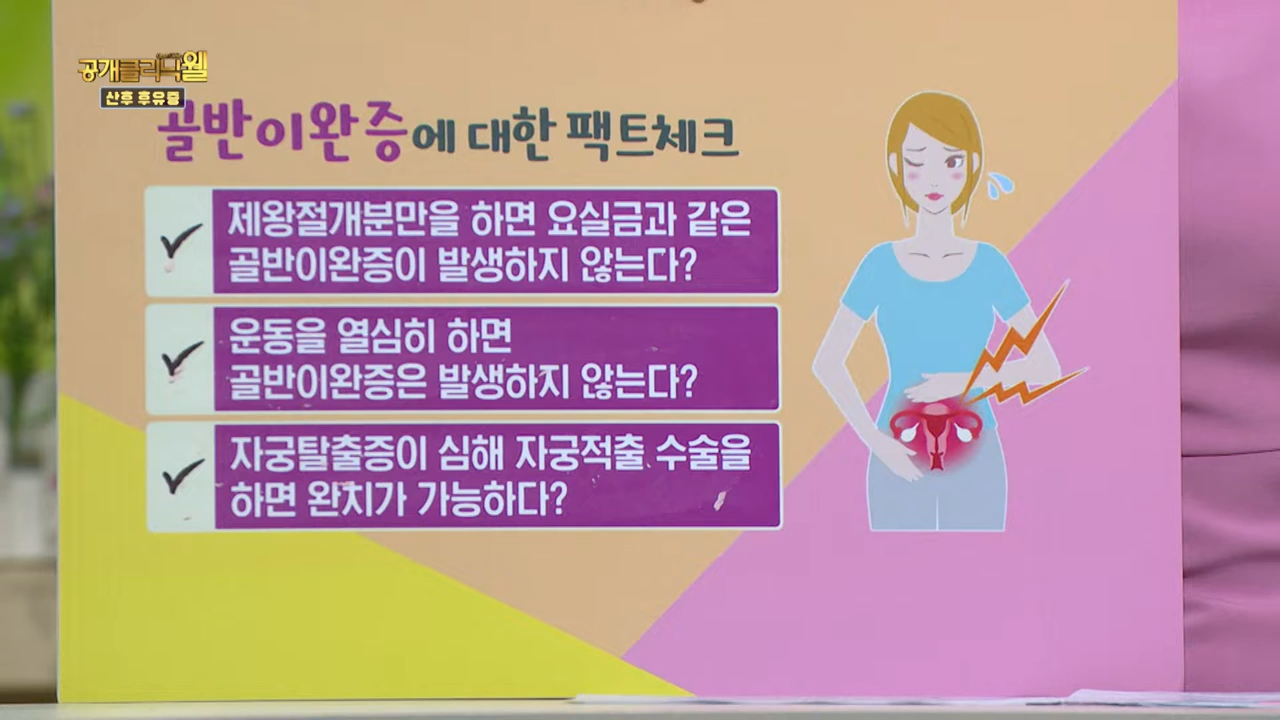 공개클리닉 웰
산후 후유증
골반이완증에 대한 팩트체크
제왕절개분만을 하면 요실금과 같은
골반이완증이 발생하지 않는다?
운동을 열심히 하면
골반이완증은 발생하지 않는다?
자궁탈출증이 심해 자궁적출 수술을
하면 완치가 가능하다?